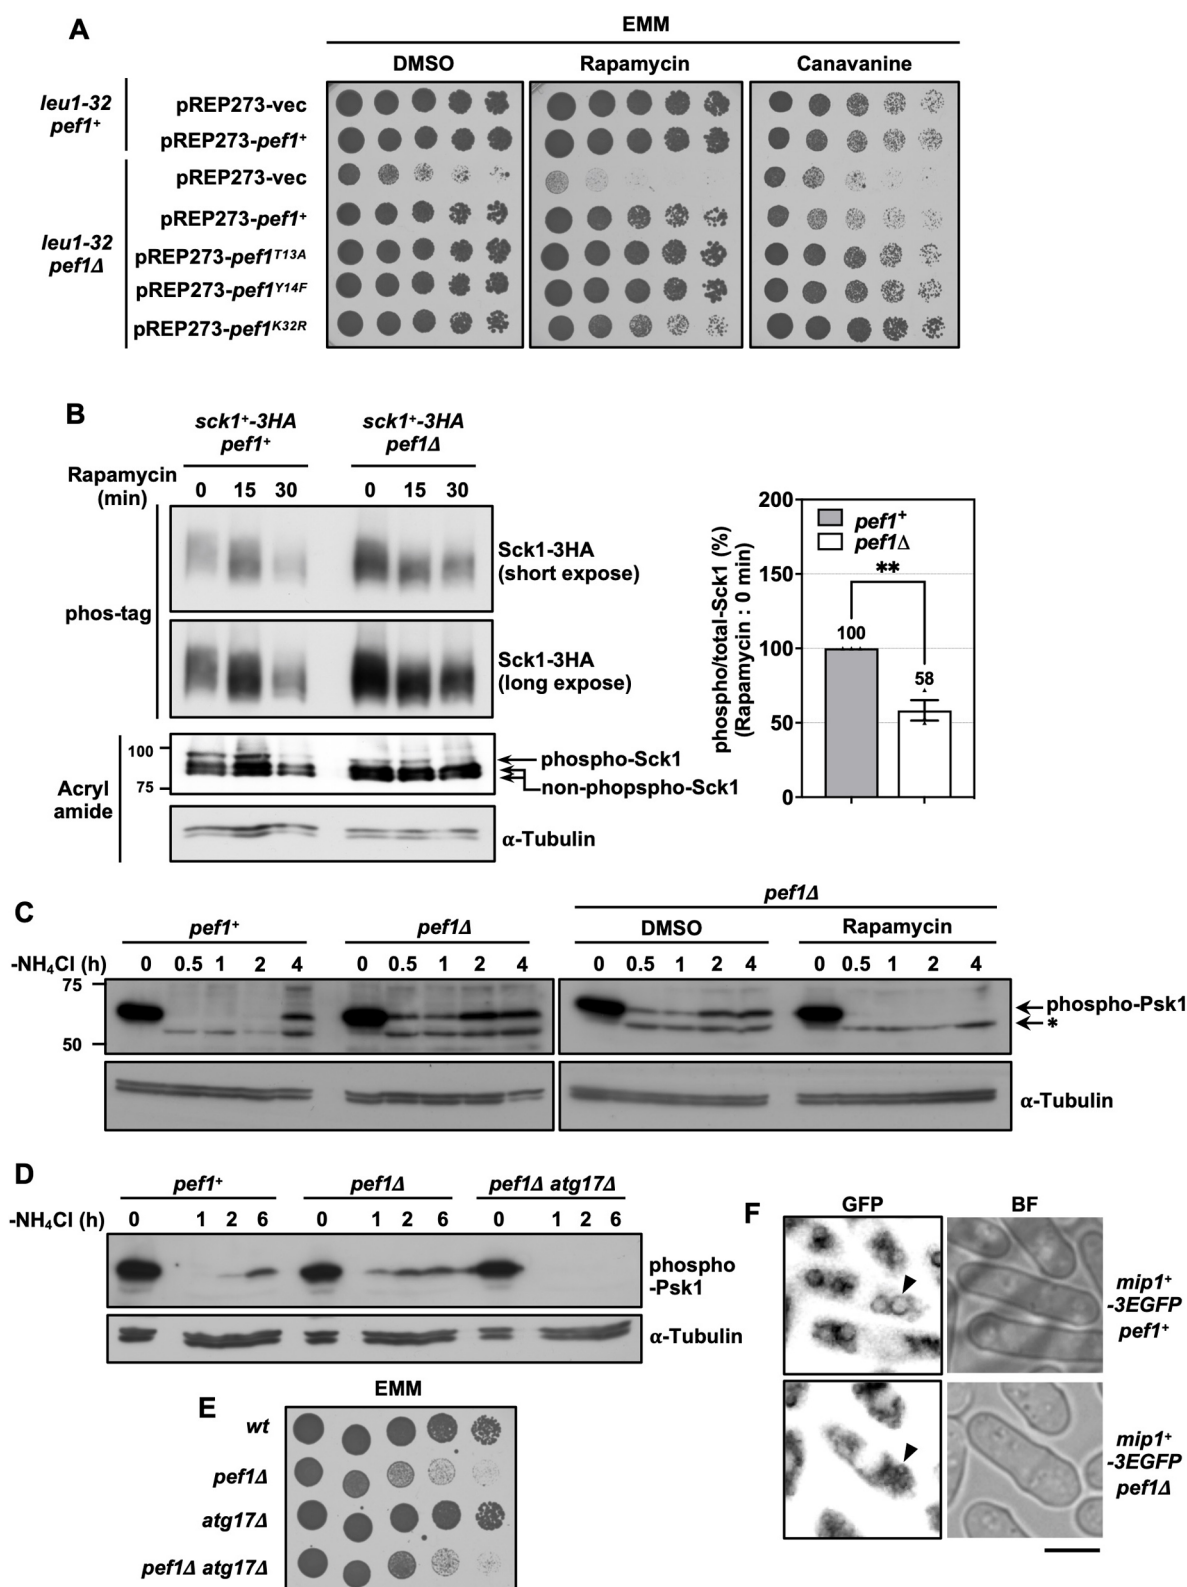 A
EMM
DMSO Rapamycin Canavanine
leu1-32
pef1+
pREP273-vec
pREP273-pef1+
leu1-32
pef1Δ
pREP273-vec
pREP273-pef1+
pREP273-pef1T13A
pREP273-pef1Y14F
pREP273-pef1K32R
B
sck1+-3HA
pef1+
sck1+-3HA
pef1Δ
Rapamycin
(min)
0 15 30 0 15 30
phos-tag
Sck1-3HA
(short expose)
Sck1-3HA
(long expose)
Acryl
amide
100
75
phospho-Sck1
non-phopspho-Sck1
α-Tubulin
phospho/total-Sck1 (%)
(Rapamycin : 0 min)
200
150
100
50
0
pef1+
pef1Δ
**
100
58
C
pef1Δ
pef1+ pef1Δ DMSO Rapamycin
-NH4Cl (h) 0 0.5 1 2 4 0 0.5 1 2 4 0 0.5 1 2 4 0 0.5 1 2 4
75
50
phospho-Psk1
*
α-Tubulin
D
pef1+ pef1Δ pef1Δ atg17Δ
-NH4Cl (h) 0 1 2 6 0 1 2 6 0 1 2 6
phospho
-Psk1
α-Tubulin
E
EMM
wt
pef1Δ
atg17Δ
pef1Δ atg17Δ
F
GFP BF
mip1+
-3EGFP
pef1+
mip1+
-3EGFP
pef1Δ